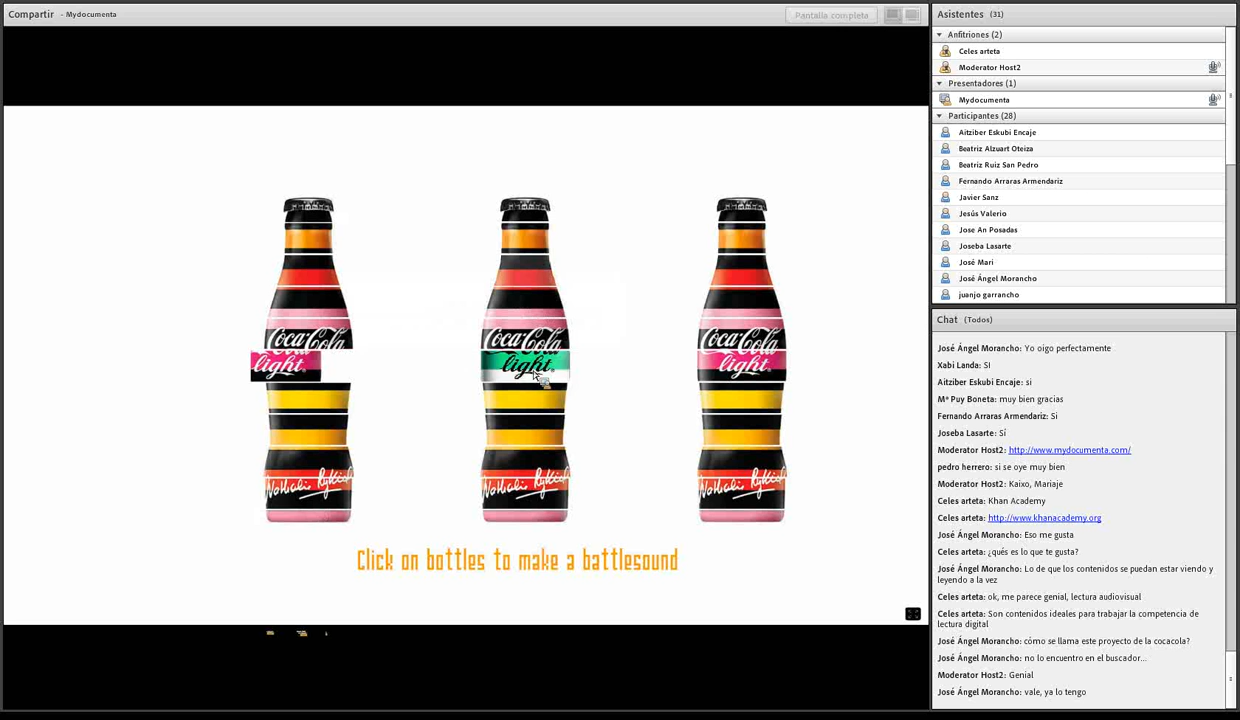 Compartir - Mydocumenta
Pantalla completa
Coca-Cola
light
Coca-Cola
light
Coca-Cola
light
Click on bottles to make a battlesound
Asistentes (31)
Anfitriones (2)
Celes arteta
Moderator Host2
Presentadores (1)
Mydocumenta
Participantes (28)
Aitziber Eskubi Encaje
Beatriz Alzuart Oteiza
Beatriz Ruiz San Pedro
Fernando Arraras Armendariz
Javier Sanz
Jesús Valerio
Jose An Posadas
Joseba Lasarte
José Mari
José Ángel Morancho
juanjo garrancho
Chat (Todos)
José Ángel Morancho: Yo oigo perfectamente
Xabi Landa: SI
Aitziber Eskubi Encaje: si
Mª Puy Boneta: muy bien gracias
Fernando Arraras Armendariz: Si
Joseba Lasarte: Sí
Moderator Host2: http://www.mydocumenta.com/
pedro herrero: si se oye muy bien
Moderator Host2: Kaixo, Mariaje
Celes arteta: Khan Academy
Celes arteta: http://www.khanacademy.org
José Ángel Morancho: Eso me gusta
Celes arteta: ¿qués es lo que te gusta?
José Ángel Morancho: Lo de que los contenidos se puedan estar viendo y
leyendo a la vez
Celes arteta: ok, me parece genial, lectura audiovisual
Celes arteta: Son contenidos ideales para trabajar la competencia de
lectura digital
José Ángel Morancho: cómo se llama este proyecto de la cocacola?
José Ángel Morancho: no lo encuentro en el buscador...
Moderator Host2: Genial
José Ángel Morancho: vale, ya lo tengo